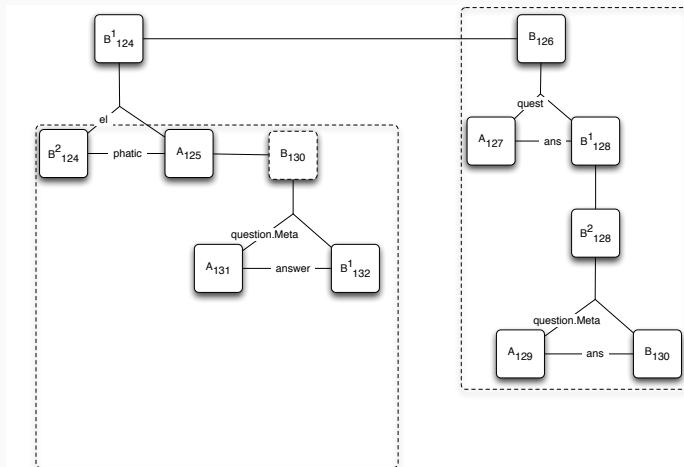 B¹₁₂₄
B₁₂₆
el
quest
B²₁₂₄
phatic
A₁₂₅
B₁₃₀
A₁₂₇
ans
B¹₁₂₈
B²₁₂₈
question.Meta
A₁₃₁
answer
B¹₁₃₂
question.Meta
A₁₂₉
ans
B₁₃₀